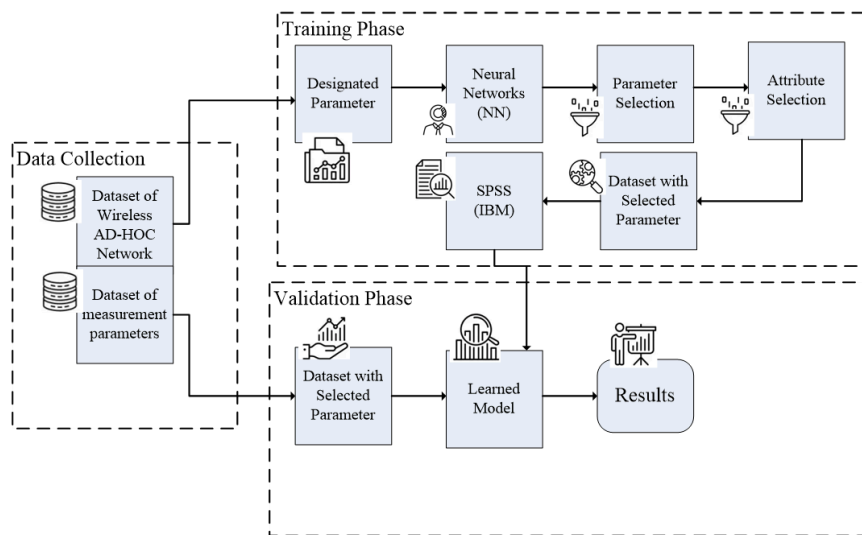 Training Phase
Designated
Parameter
Neural
Networks
(NN)
Parameter
Selection
Attribute
Selection
SPSS
(IBM)
Dataset with
Selected
Parameter
Data Collection
Dataset of
Wireless
AD-HOC
Network
Dataset of
measurement
parameters
Validation Phase
Dataset with
Selected
Parameter
Learned
Model
Results